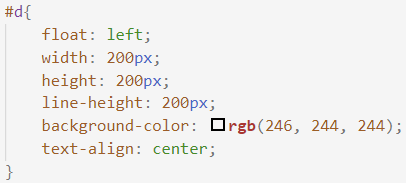 #d{
    float: left;
    width: 200px;
    height: 200px;
    line-height: 200px;
    background-color: rgb(246, 244, 244);
    text-align: center;
}